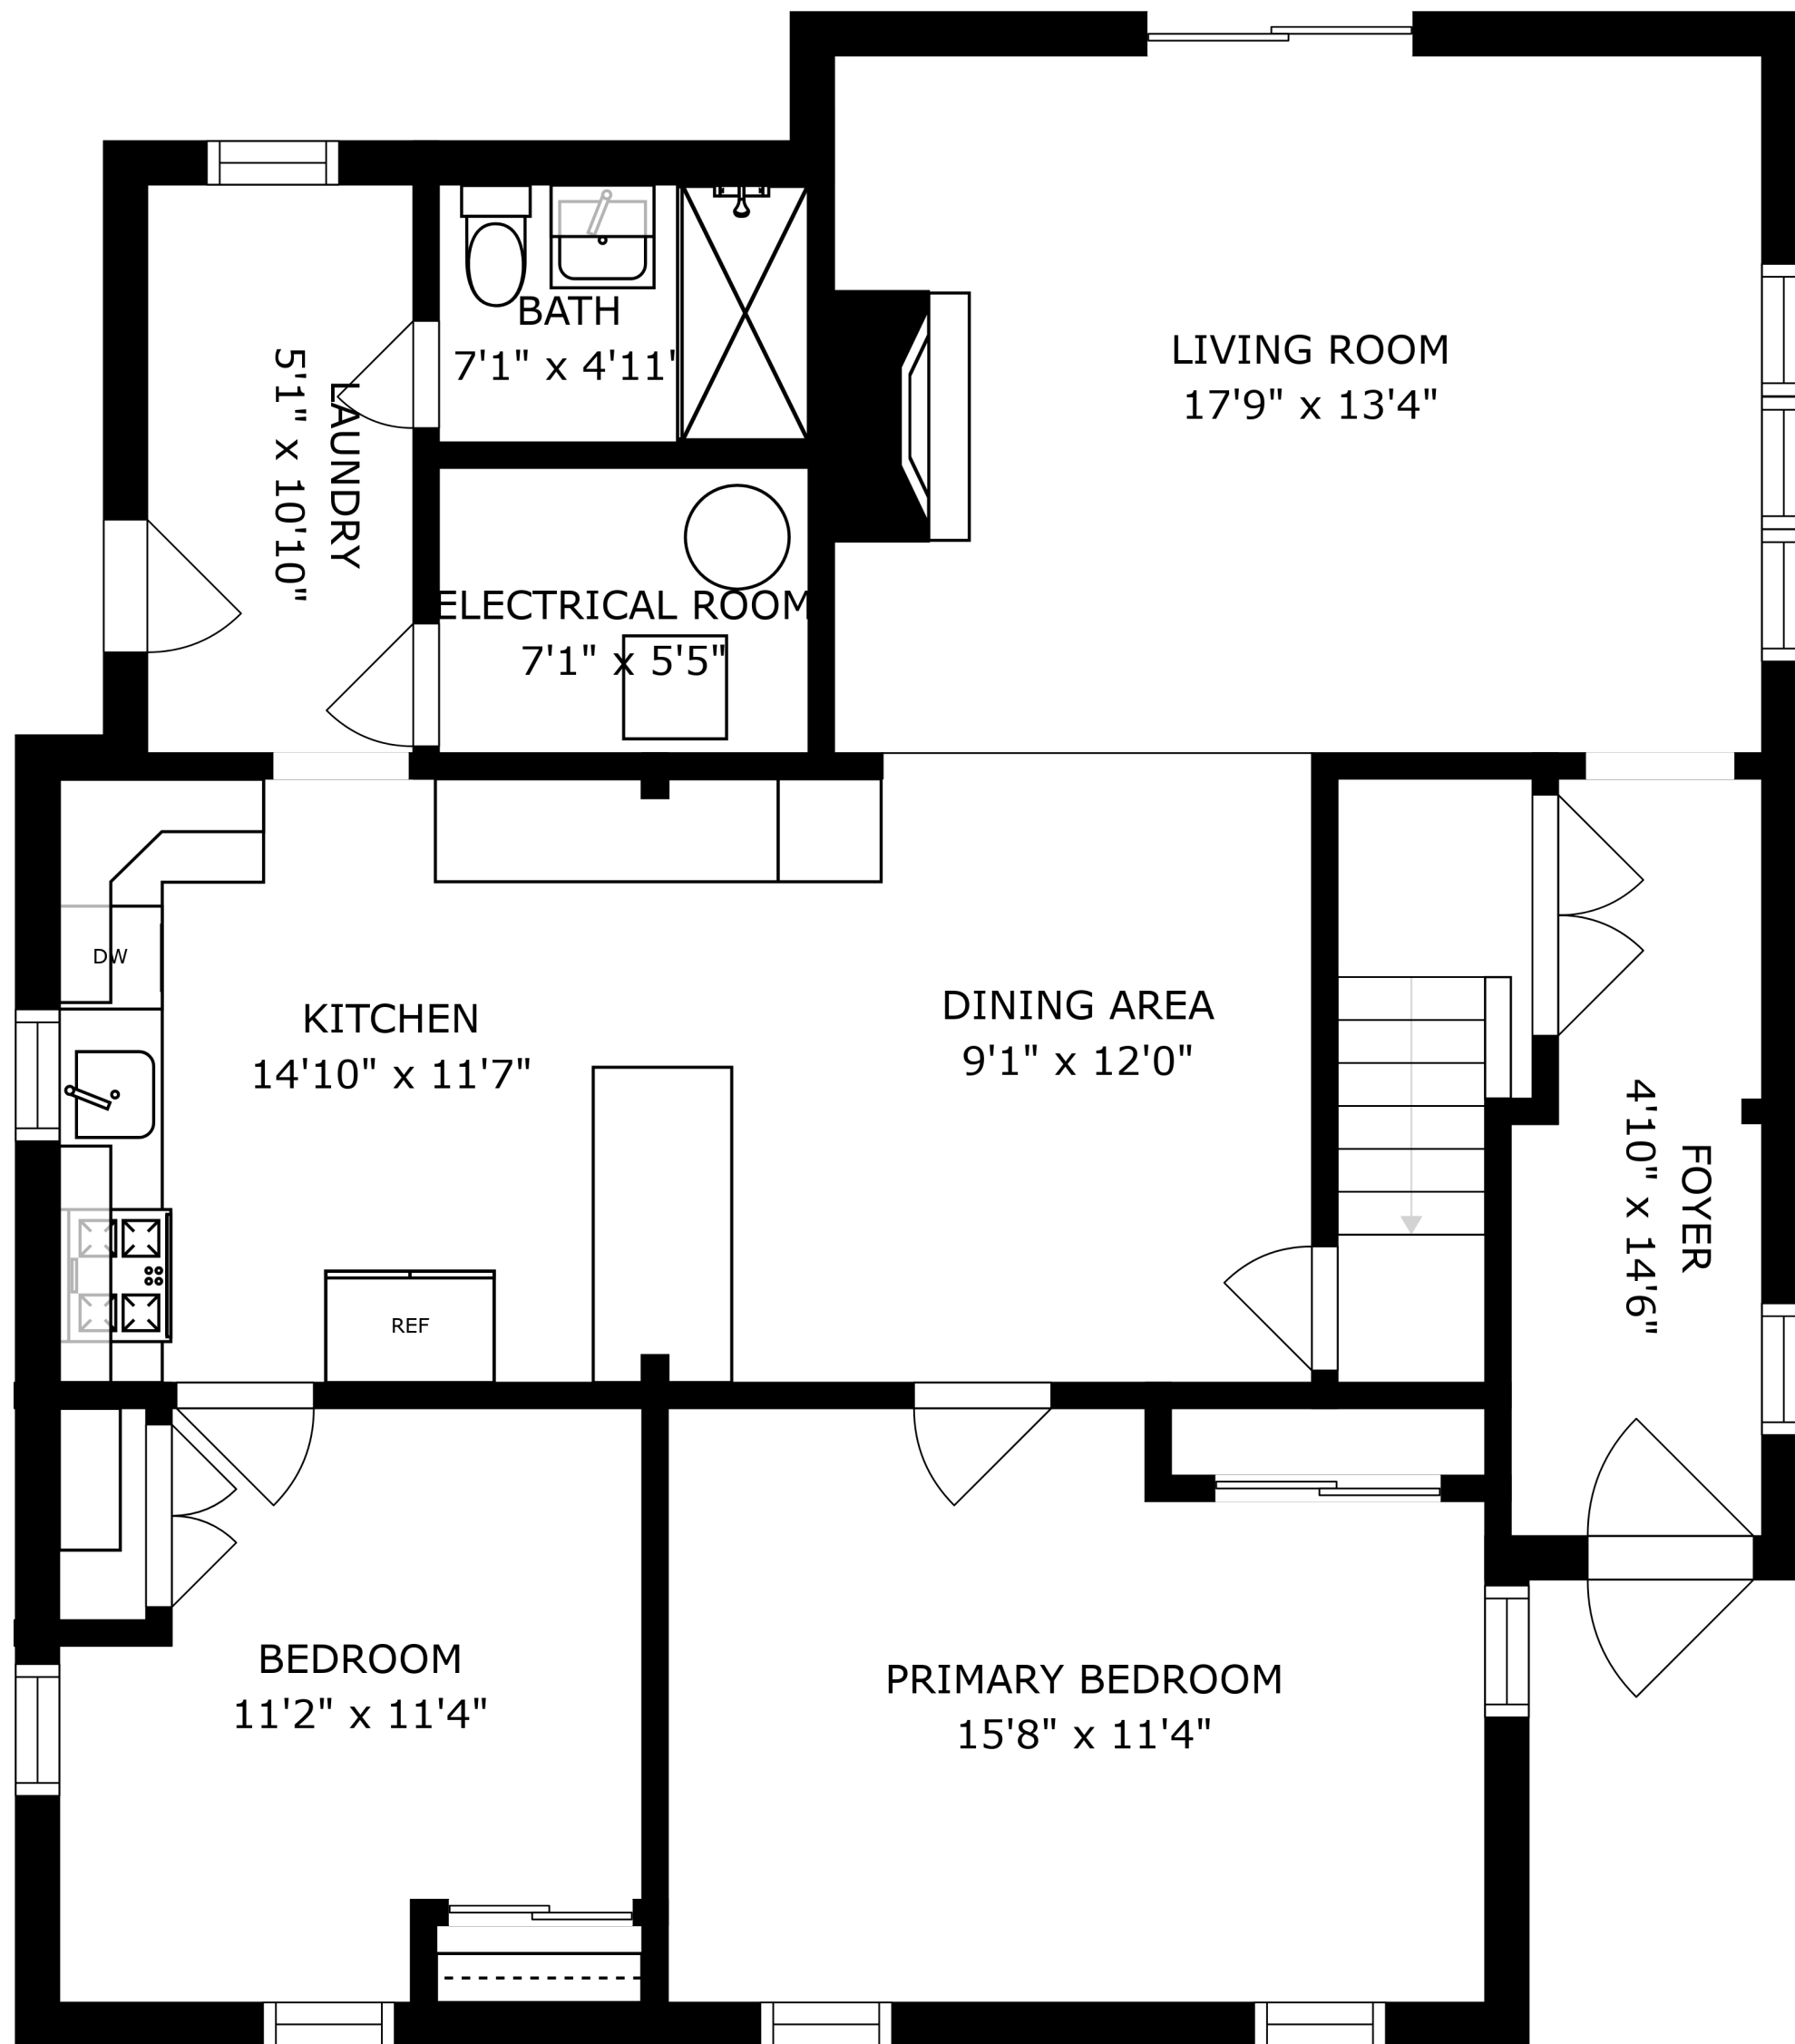 BATH
7'1" x 4'11'
LIVING ROOM
17'9" x 13'4"
LAUNDRY
5'1" x 10'10"
ELECTRICAL ROOM
7'1" x 5'5"
DW
KITCHEN
14'10" x 11'7"
DINING AREA
9'1" x 12'0"
FOYER
4'10" x 14'6"
REF
BEDROOM
11'2" x 11'4"
PRIMARY BEDROOM
15'8" x 11'4"